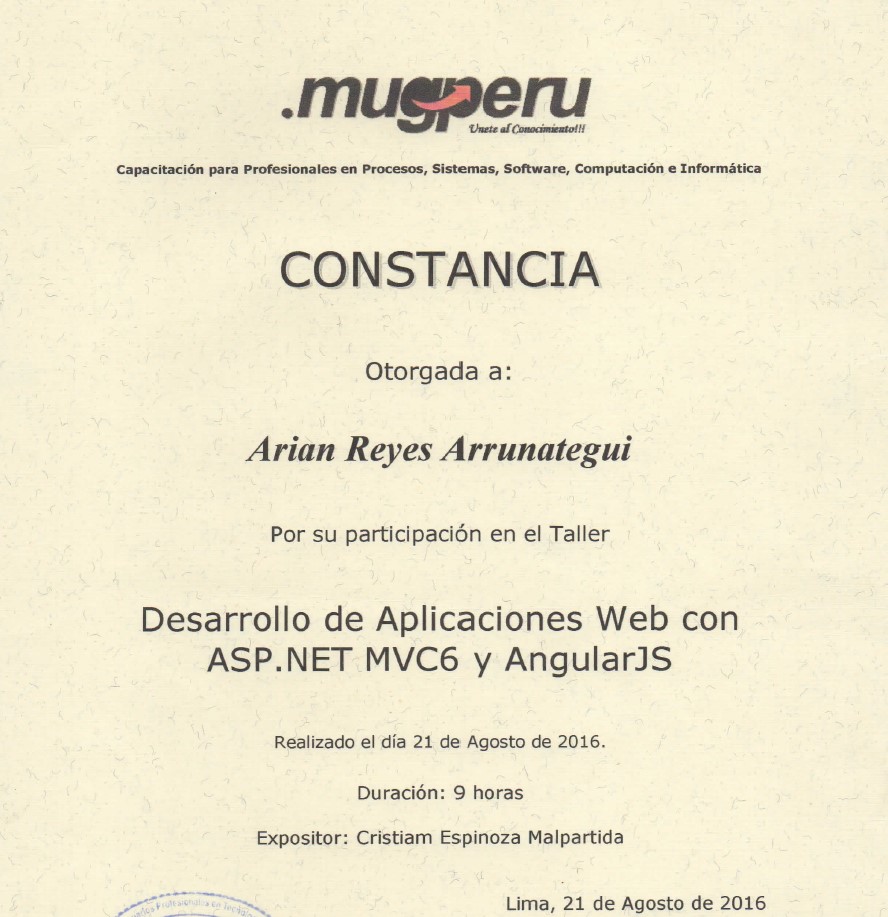 .mugperu
Unete al Conocimiento!!!
Capacitación para Profesionales en Procesos, Sistemas, Software, Computación e Informática
CONSTANCIA
Otorgada a:
Arian Reyes Arrunategui
Por su participación en el Taller
Desarrollo de Aplicaciones Web con
ASP.NET MVC6 y AngularJS
Realizado el día 21 de Agosto de 2016.
Duración: 9 horas
Expositor: Cristiam Espinoza Malpartida
Lima, 21 de Agosto de 2016